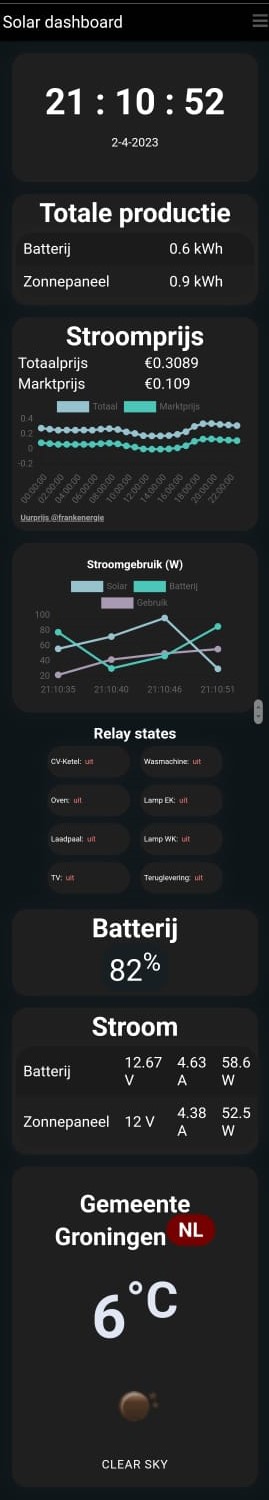 Solar dashboard
21 : 10 : 52
2-4-2023
Totale productie
Batterij 0.6 kWh
Zonnepaneel 0.9 kWh
Stroomprijs
Totaalprijs €0.3089
Marktprijs €0.109
Totaal Marktprijs
0.4
0.2
0
-0.2
00:00:00 02:00:00 04:00:00 06:00:00 08:00:00 10:00:00 12:00:00 14:00:00 16:00:00 18:00:00 20:00:00 22:00:00
Uurprijs @frankenergie
Stroomgebruik (W)
Solar Batterij
Gebruik
100
80
60
40
20
21:10:35 21:10:40 21:10:46 21:10:51
Relay states
CV-Ketel: uit Wasmachine: uit
Oven: uit Lamp EK: uit
Laadpaal: uit Lamp WK: uit
TV: uit Teruglevering: uit
Batterij
82%
Stroom
Batterij 12.67 V 4.63 A 58.6 W
Zonnepaneel 12 V 4.38 A 52.5 W
Gemeente
Groningen NL
6°C
CLEAR SKY